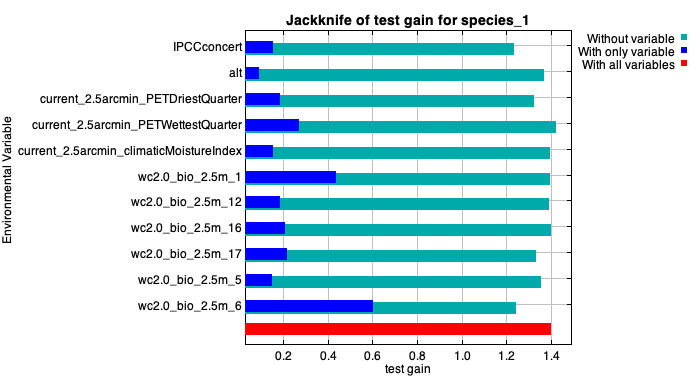 Jackknife of test gain for species_1
Without variable
With only variable
With all variables
Environmental Variable
IPCCconcert
alt
current_2.5arcmin_PETDriestQuarter
current_2.5arcmin_PETWettestQuarter
current_2.5arcmin_climaticMoistureIndex
wc2.0_bio_2.5m_1
wc2.0_bio_2.5m_12
wc2.0_bio_2.5m_16
wc2.0_bio_2.5m_17
wc2.0_bio_2.5m_5
wc2.0_bio_2.5m_6
0.2 0.4 0.6 0.8 1.0 1.2 1.4
test gain